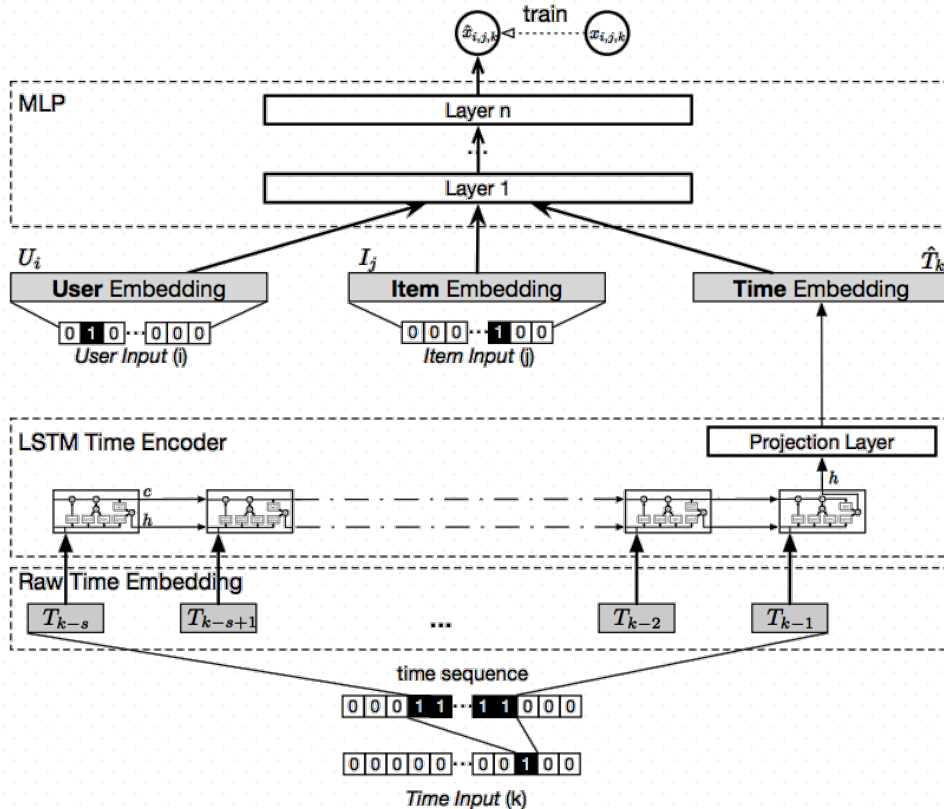 train
x̂i,j,k xi,j,k
MLP
Layer n
...
Layer 1
Ui Ij T̂k
User Embedding Item Embedding Time Embedding
0 1 0 ... 0 0 0 0 0 0 ... 1 0 0
User Input (i) Item Input (j)
LSTM Time Encoder
Projection Layer
c h
h
Raw Time Embedding
Tk−s Tk−s+1 ... Tk−2 Tk−1
time sequence
0 0 0 1 1 ... 1 1 0 0 0
0 0 0 0 0 ... 0 0 1 0 0
Time Input (k)